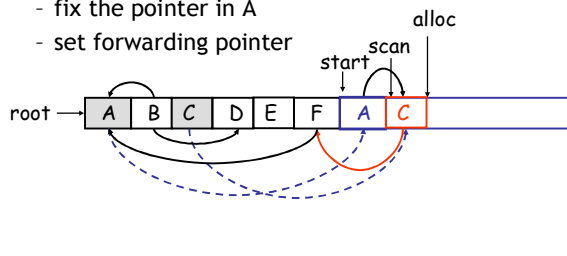 - fix the pointer in A
- set forwarding pointer
alloc
scan
start
root A B C D E F A C